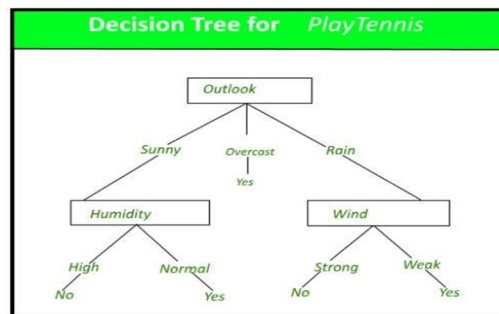 Decision Tree for PlayTennis
Outlook
Sunny Overcast Rain
Yes
Humidity Wind
High Normal Strong Weak
No Yes No Yes